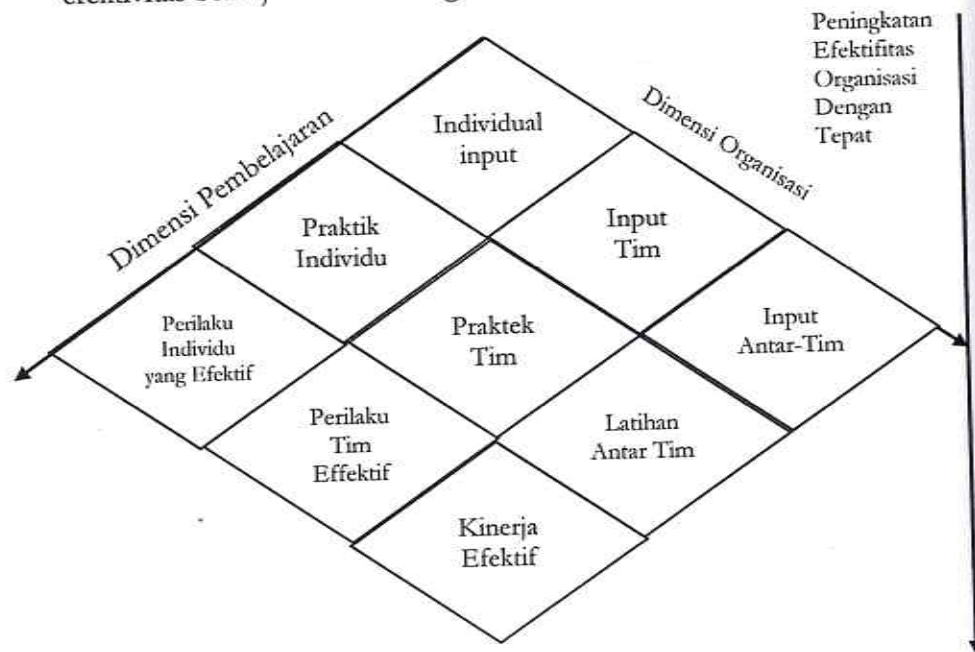 Peningkatan
Efektifitas
Organisasi
Dengan
Tepat
Dimensi Pembelajaran
Dimensi Organisasi
Individual
input
Praktik
Individu
Input
Tim
Perilaku
Individu
yang Efektif
Praktek
Tim
Input
Antar-Tim
Perilaku
Tim
Effektif
Latihan
Antar Tim
Kinerja
Efektif